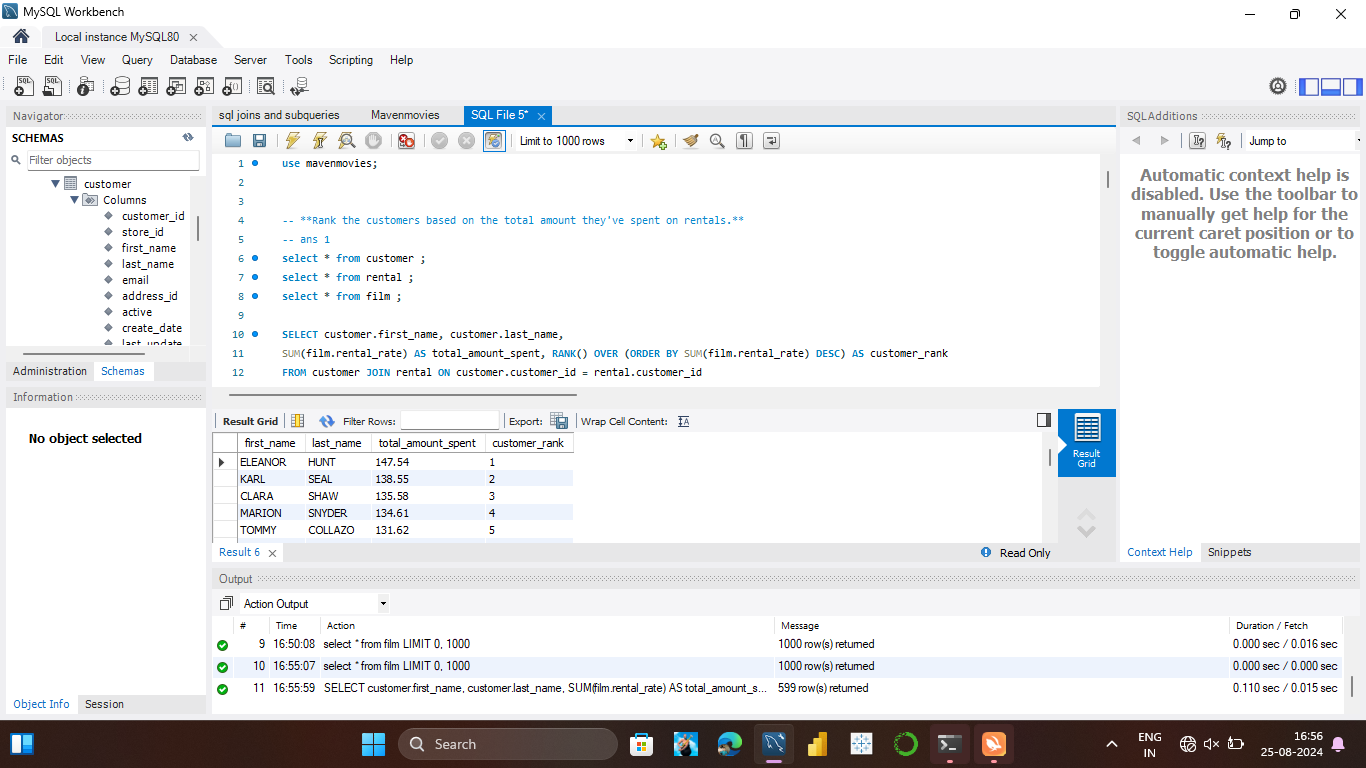 MySQL Workbench
Local instance MySQL80
File Edit View Query Database Server Tools Scripting Help
Navigator
SCHEMAS
Filter objects
customer
Columns
customer_id
store_id
first_name
last_name
email
address_id
active
create_date
last_update
Administration Schemas
Information
No object selected
Object Info Session
sql joins and subqueries Mavenmovies SQL File 5*
Limit to 1000 rows
1 use mavenmovies;
2
3
4 -- **Rank the customers based on the total amount they've spent on rentals.**
5 -- ans 1
6 select * from customer ;
7 select * from rental ;
8 select * from film ;
9
10 SELECT customer.first_name, customer.last_name,
11 SUM(film.rental_rate) AS total_amount_spent, RANK() OVER (ORDER BY SUM(film.rental_rate) DESC) AS customer_rank
12 FROM customer JOIN rental ON customer.customer_id = rental.customer_id
Result Grid Filter Rows: Export: Wrap Cell Content:
first_name last_name total_amount_spent customer_rank
ELEANOR HUNT 147.54 1
KARL SEAL 138.55 2
CLARA SHAW 135.58 3
MARION SNYDER 134.61 4
TOMMY COLLAZO 131.62 5
Result
Grid
Result 6 Read Only
SQLAdditions
Jump to
Automatic context help is
disabled. Use the toolbar to
manually get help for the
current caret position or to
toggle automatic help.
Context Help Snippets
Output
Action Output
# Time Action Message Duration / Fetch
9 16:50:08 select * from film LIMIT 0, 1000 1000 row(s) returned 0.000 sec / 0.016 sec
10 16:55:07 select * from film LIMIT 0, 1000 1000 row(s) returned 0.000 sec / 0.000 sec
11 16:55:59 SELECT customer.first_name, customer.last_name, SUM(film.rental_rate) AS total_amount_s... 599 row(s) returned 0.110 sec / 0.015 sec
Search
ENG
IN
16:56
25-08-2024